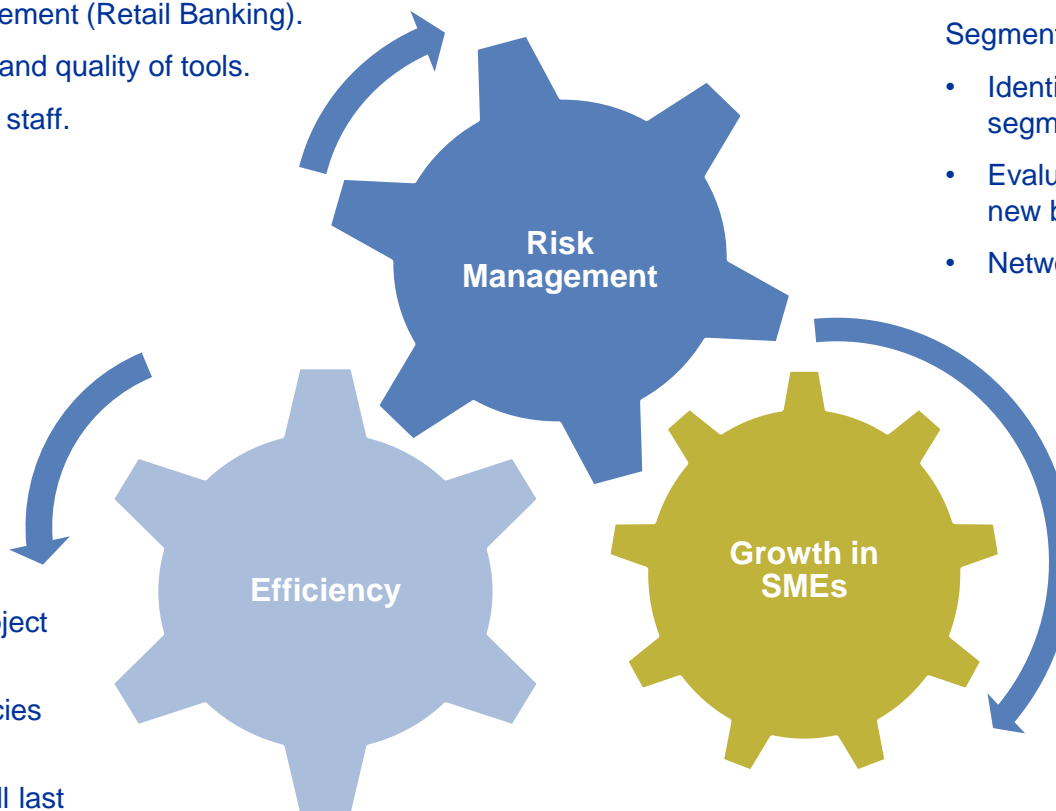 ement (Retail Banking).
and quality of tools.
staff.
Segment
• Identi
segm
• Evalu
new b
• Netwo
Risk
Management
Growth in
SMEs
Efficiency
ject
cies
ll last